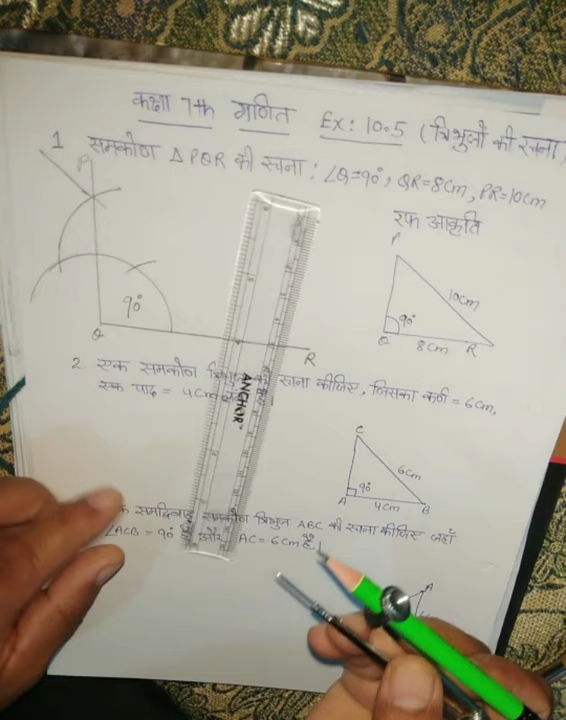 कक्षा 7th गणित Ex: 10.5 (त्रिभुजों की रचना)
1 समकोण △PQR की रचना : ∠Q=90°, QR=8cm, PR=10cm
रफ आकृति
P
P
10cm
90°
90°
Q
R
Q 8cm R
2. एक समकोण त्रिभुज की रचना कीजिए, जिसका कर्ण = 6cm,
एक पाद = 4cm
ANCHOR
C
6cm
90°
A 4cm B
समद्विबाहु समकोण त्रिभुज ABC की रचना कीजिए जहाँ
∠ACB = 90° और AC = 6cm है।
A